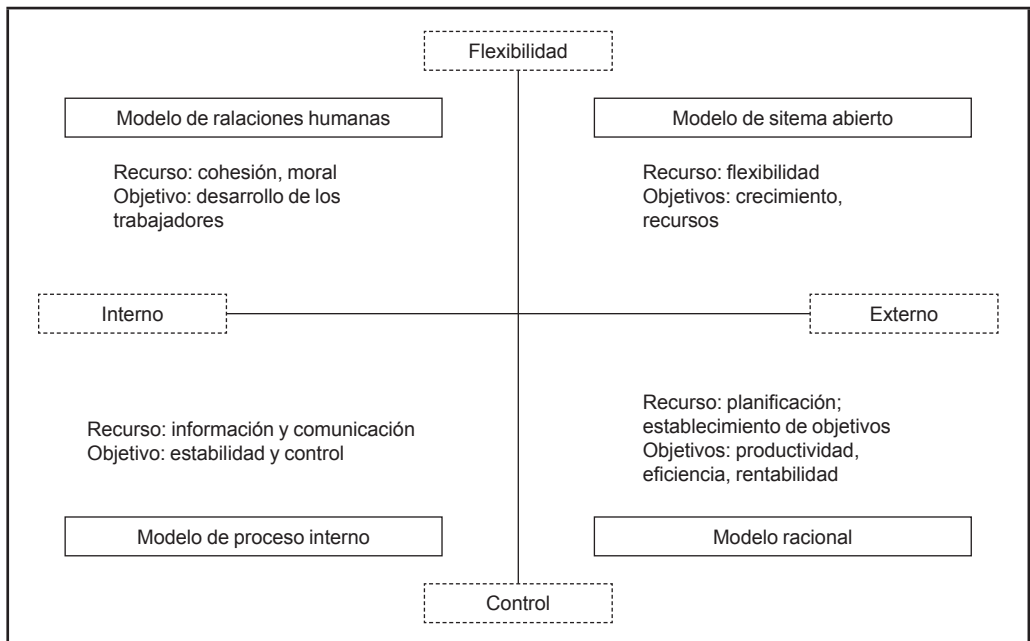 Flexibilidad
Modelo de ralaciones humanas
Recurso: cohesión, moral
Objetivo: desarrollo de los
trabajadores
Modelo de sitema abierto
Recurso: flexibilidad
Objetivos: crecimiento,
recursos
Interno
Externo
Recurso: información y comunicación
Objetivo: estabilidad y control
Modelo de proceso interno
Recurso: planificación;
establecimiento de objetivos
Objetivos: productividad,
eficiencia, rentabilidad
Modelo racional
Control